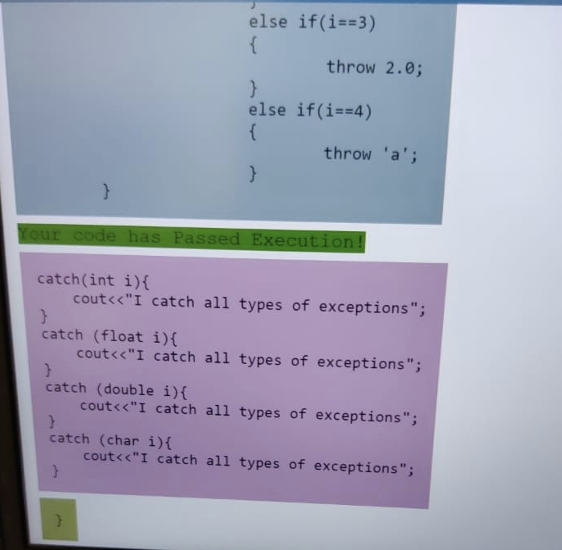 }
else if(i==3)
{
throw 2.0;
}
else if(i==4)
{
throw 'a';
}
}
Your code has Passed Execution!
catch(int i){
cout<<"I catch all types of exceptions";
}
catch (float i){
cout<<"I catch all types of exceptions";
}
catch (double i){
cout<<"I catch all types of exceptions";
}
catch (char i){
cout<<"I catch all types of exceptions";
}
}